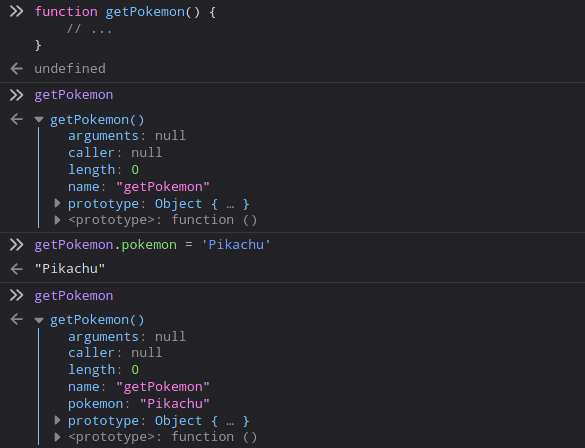 function getPokemon() {
// ...
}
undefined
getPokemon
getPokemon()
arguments: null
caller: null
length: 0
name: "getPokemon"
prototype: Object { … }
<prototype>: function ()
getPokemon.pokemon = 'Pikachu'
"Pikachu"
getPokemon
getPokemon()
arguments: null
caller: null
length: 0
name: "getPokemon"
pokemon: "Pikachu"
prototype: Object { … }
<prototype>: function ()